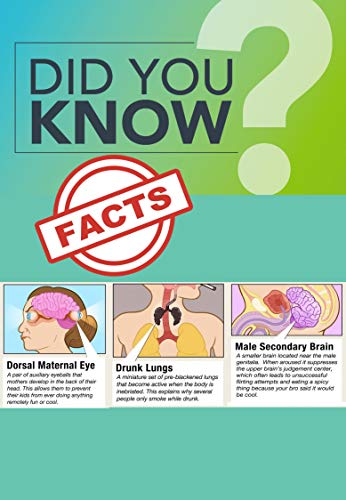 DID YOU
KNOW
?
FACTS
Dorsal Maternal Eye
A pair of auxiliary eyeballs that
mothers develop in the back of their
head. This allows them to prevent
their kids from ever doing anything
remotely fun or cool.
Drunk Lungs
A miniature set of pre-blackened lungs
that become active when the body is
inebriated. This explains why several
people only smoke while drunk.
Male Secondary Brain
A smaller brain located near the male
genitalia. When aroused it suppresses
the upper brain's judgement center,
which often leads to unsuccessful
flirting attempts and eating a spicy
thing because your bro said it would
be cool.